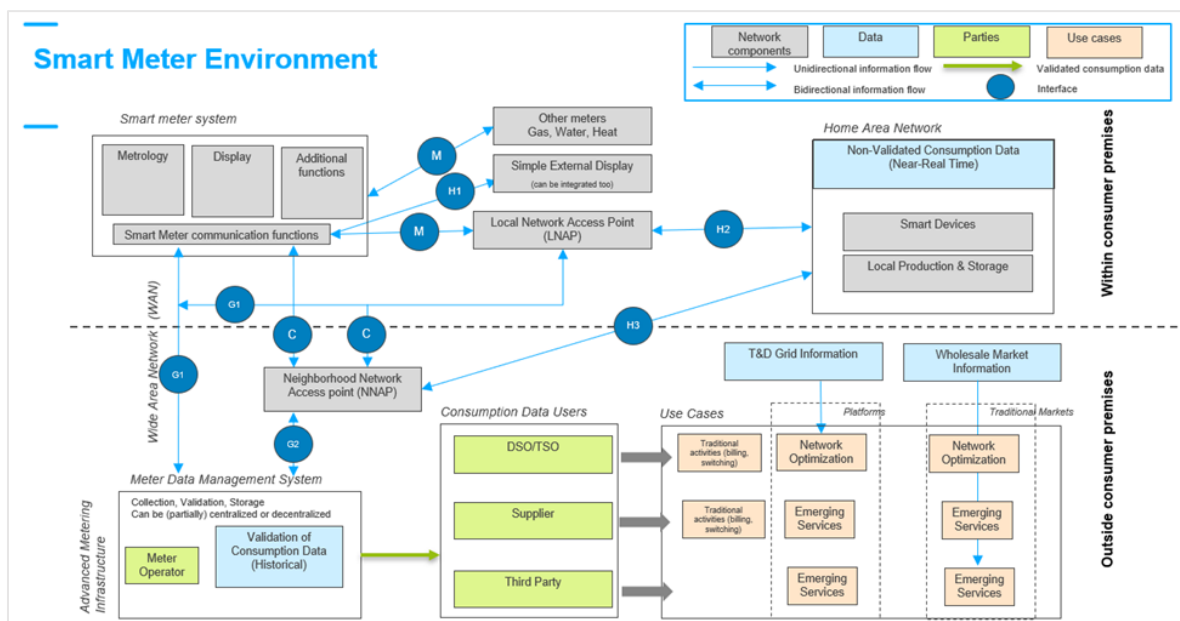 Smart Meter Environment
Network
components
Data
Parties
Use cases
Unidirectional information flow
Validated consumption data
Bidirectional information flow
Interface
Smart meter system
Metrology
Display
Additional
functions
Smart Meter communication functions
Other meters
Gas, Water, Heat
Simple External Display
(can be integrated too)
Local Network Access Point
(LNAP)
M
H1
M
H2
Home Area Network
Non-Validated Consumption Data
(Near-Real Time)
Smart Devices
Local Production & Storage
Within consumer premises
G1
C
C
H3
G1
Wide Area Network (WAN)
Neighborhood Network
Access point (NNAP)
G2
T&D Grid Information
Wholesale Market
Information
Outside consumer premises
Meter Data Management System
Collection, Validation, Storage
Can be (partially) centralized or decentralized
Meter
Operator
Validation of
Consumption Data
(Historical)
Advanced Metering
Infrastructure
Consumption Data Users
DSO/TSO
Supplier
Third Party
Use Cases
Platforms
Traditional Markets
Traditional
activities (billing,
switching)
Network
Optimization
Network
Optimization
Traditional
activities (billing,
switching)
Emerging
Services
Emerging
Services
Emerging
Services
Emerging
Services